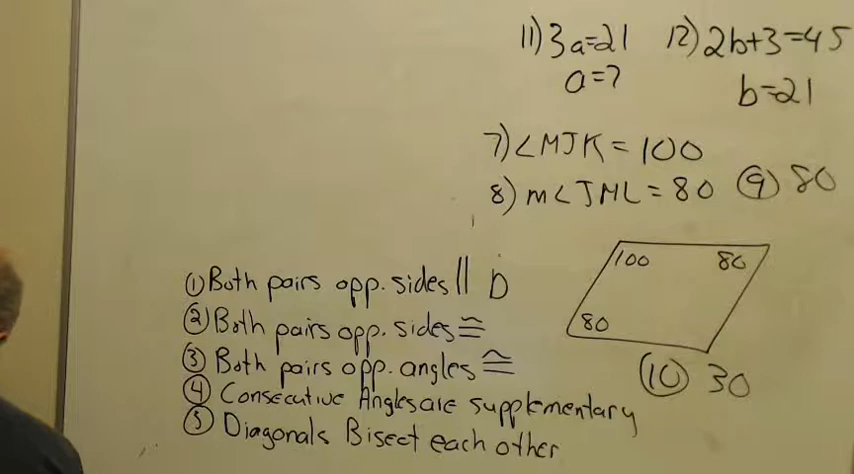 11) 3a=21
a=7
12) 2b+3=45
b=21
7) ∠MJK = 100
8) m∠JML = 80
⑨ 80
① Both pairs opp. sides ||
② Both pairs opp. sides ≅
③ Both pairs opp. angles ≅
④ Consecutive Angles are supplementary
⑤ Diagonals Bisect each other
100 80
80
⑩ 30